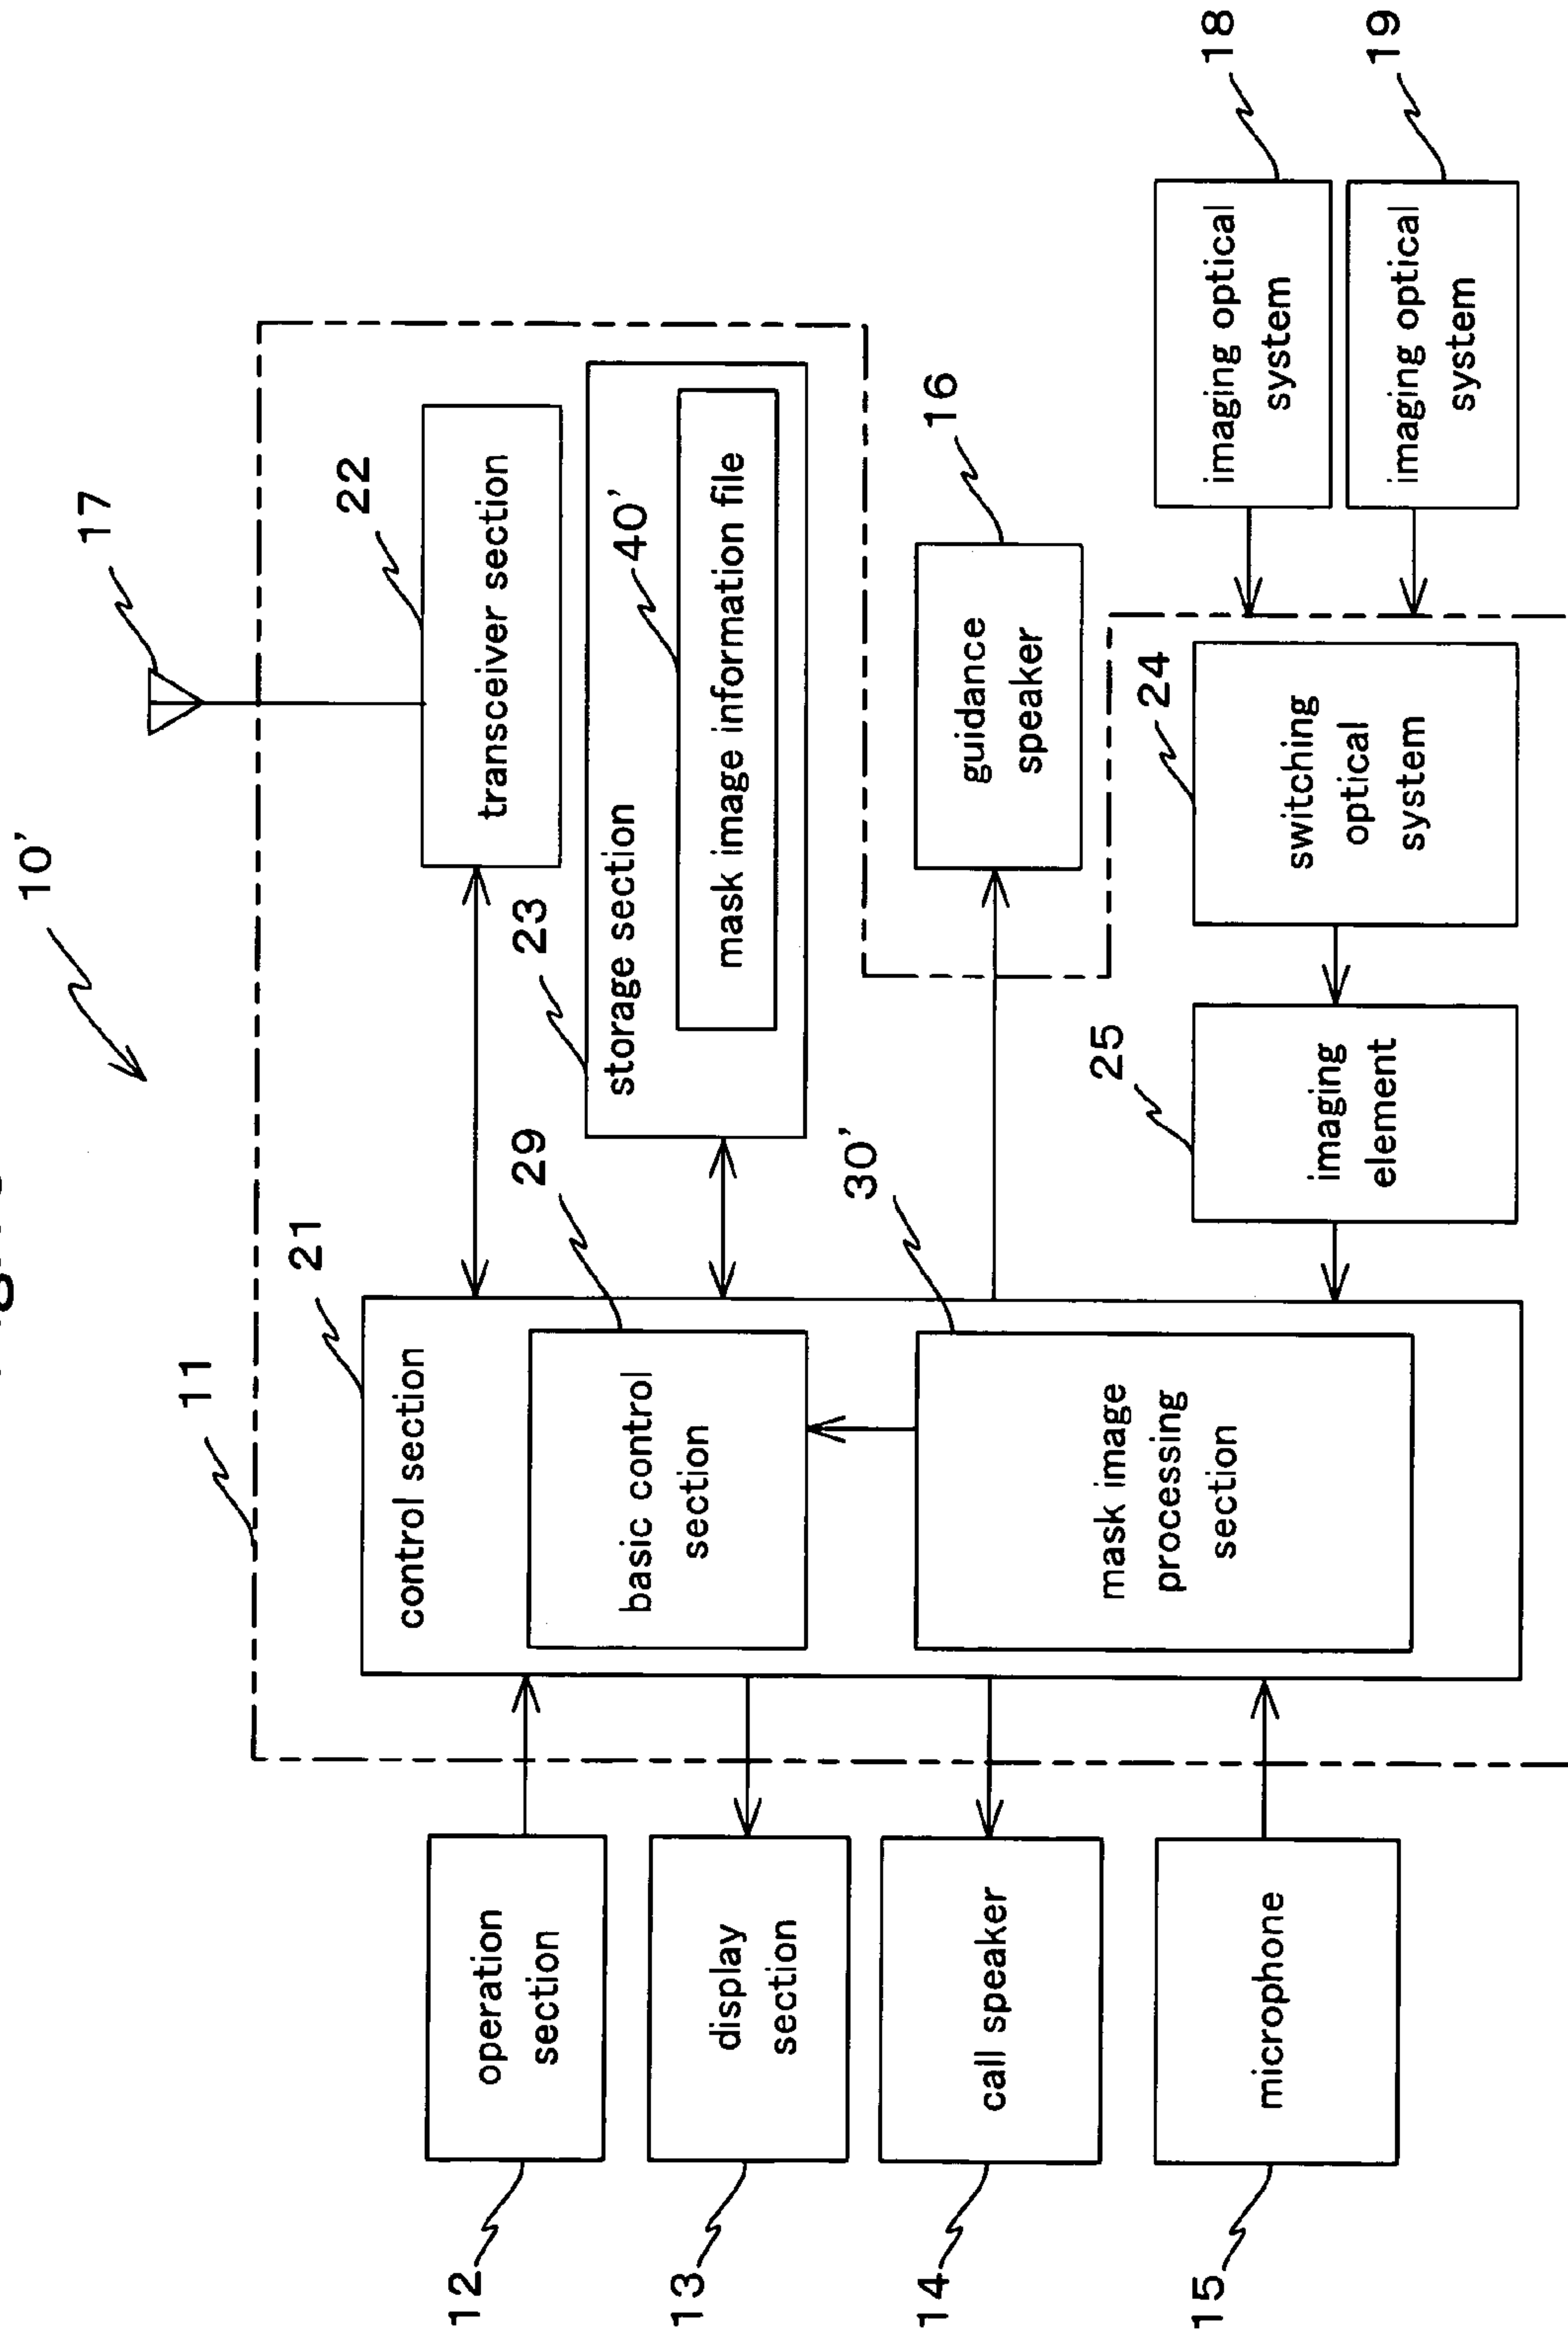 10'
11
17
21
control section
22
transceiver section
23
storage section
40'
mask image information file
29
basic control
section
30'
mask image
processing
section
16
guidance
speaker
12
operation
section
13
display
section
14
call speaker
15
microphone
25
imaging
element
24
switching
optical
system
18
imaging optical
system
19
imaging optical
system